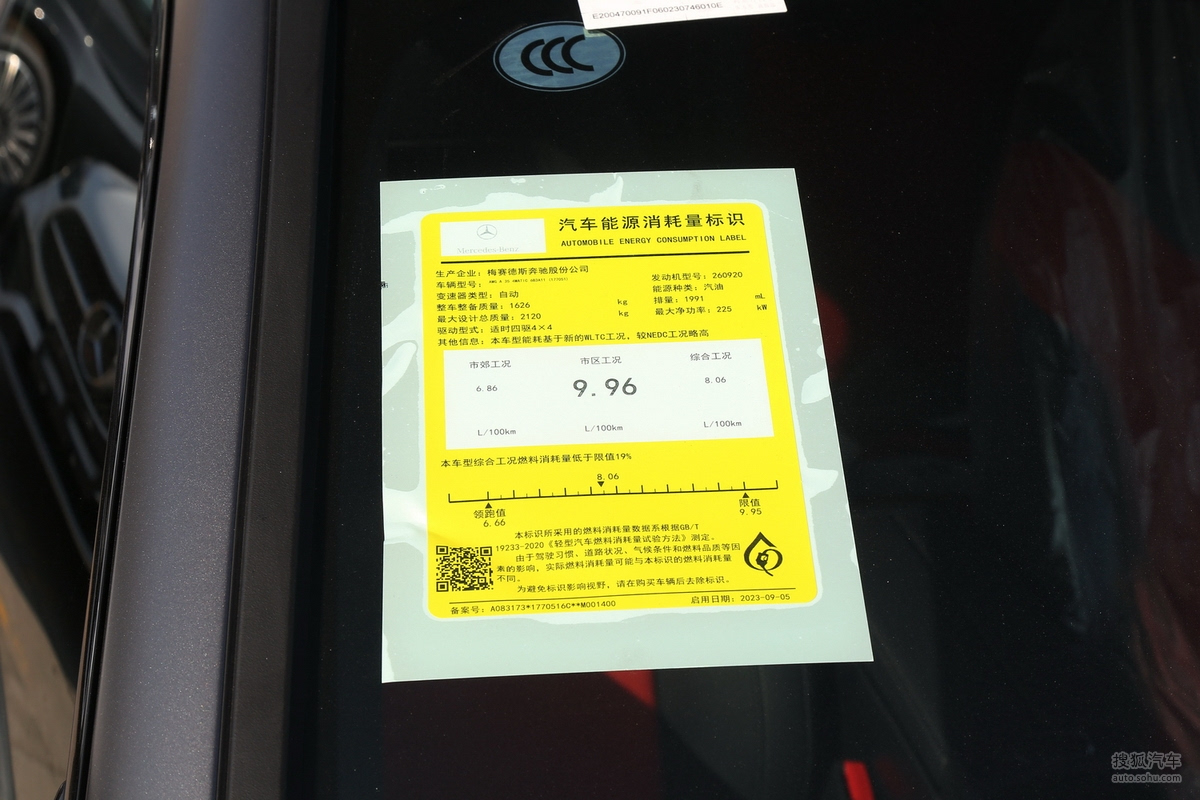 E200470091F060230746010E
CCC
Mercedes-Benz
汽车能源消耗量标识
AUTOMOBILE ENERGY CONSUMPTION LABEL
生产企业：梅赛德斯奔驰股份公司
车辆型号：
发动机型号：260920
变速器类型：自动
能源种类：汽油
整车整备质量：1626 kg
排量：1991 mL
最大设计总质量：2120 kg
最大净功率：225 kW
驱动型式：适时四驱4×4
其他信息：本车型能耗基于新的WLTC工况，较NEDC工况略高
市郊工况 市区工况 综合工况
6.86 9.96 8.06
L/100km L/100km L/100km
本车型综合工况燃料消耗量低于限值19%
8.06
领跑值 限值
6.66 9.95
本标识所采用的燃料消耗量数据系根据GB/T
19233-2020《轻型汽车燃料消耗量试验方法》测定。
由于驾驶习惯、道路状况、气候条件和燃料品质等因
素的影响，实际燃料消耗量可能与本标识的燃料消耗量
不同。
为避免标识影响视野，请在购买车辆后去除标识。
备案号：A083173*1770516C**M001400 启用日期：2023-09-05
搜狐汽车
auto.sohu.com